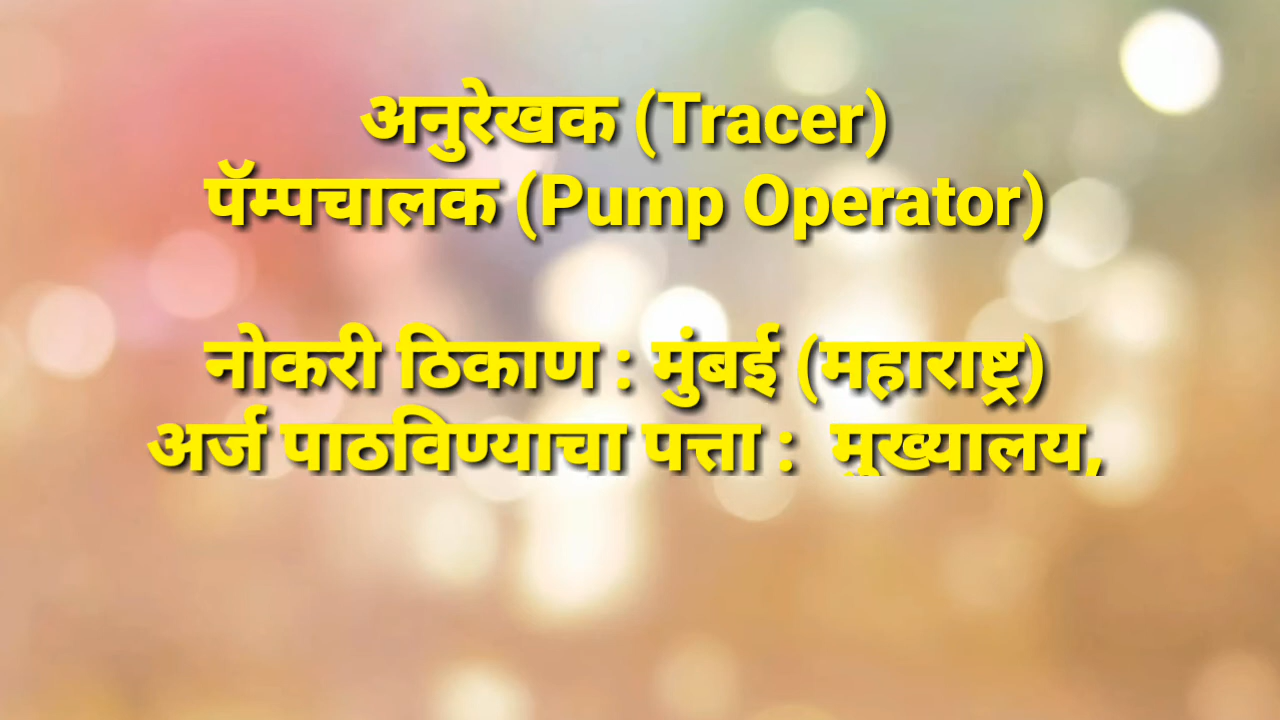 अनुरेखक (Tracer)
पॅम्पचालक (Pump Operator)
नोकरी ठिकाण : मुंबई (महाराष्ट्र)
अर्ज पाठविण्याचा पत्ता : मुख्यालय,